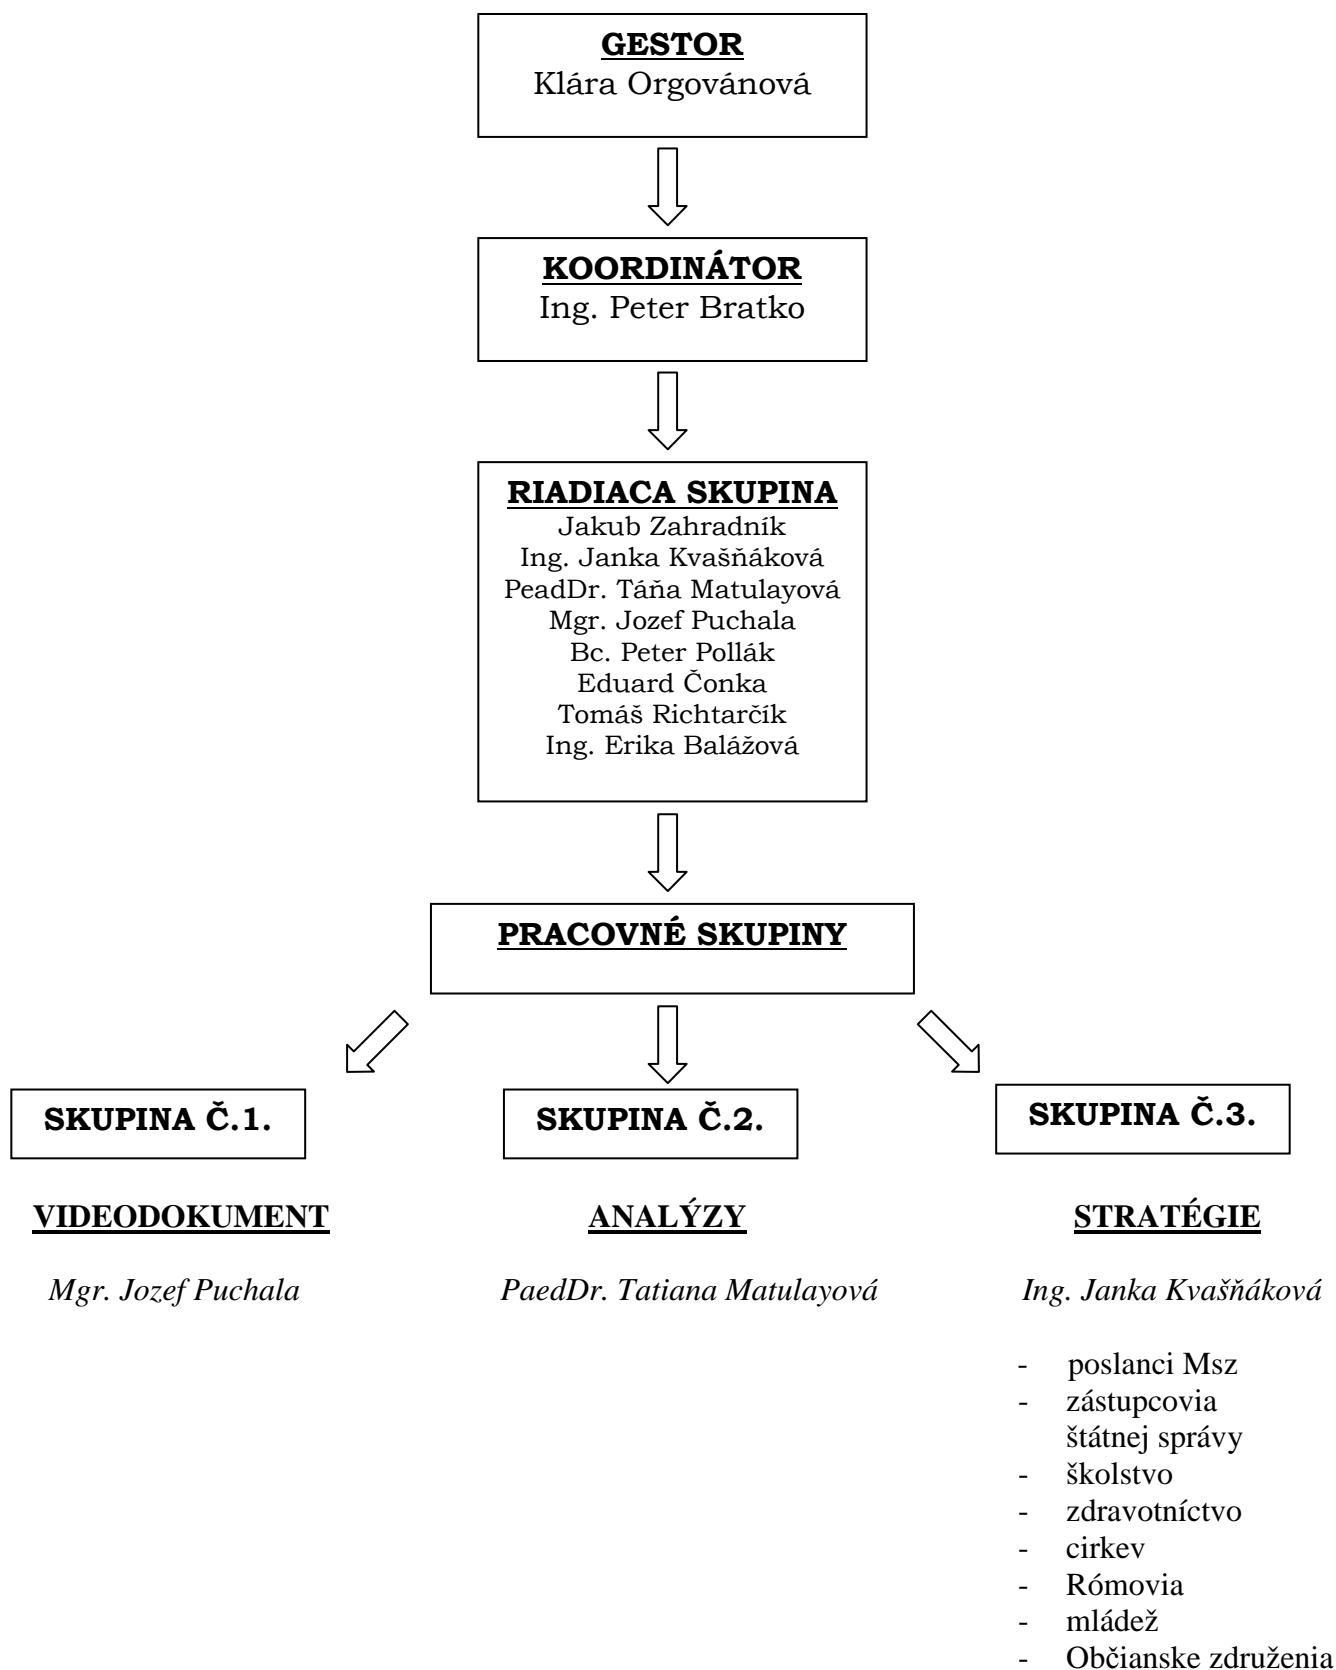 GESTOR
Klára Orgovánová
KOORDINÁTOR
Ing. Peter Bratko
RIADIACA SKUPINA
Jakub Zahradník
Ing. Janka Kvašňáková
PeadDr. Táňa Matulayová
Mgr. Jozef Puchala
Bc. Peter Pollák
Eduard Čonka
Tomáš Richtarčík
Ing. Erika Balážová
PRACOVNÉ SKUPINY
SKUPINA Č.1.
SKUPINA Č.2.
SKUPINA Č.3.
VIDEODOKUMENT
ANALÝZY
STRATÉGIE
Mgr. Jozef Puchala
PaedDr. Tatiana Matulayová
Ing. Janka Kvašňáková
- poslanci Msz
- zástupcovia
štátnej správy
- školstvo
- zdravotníctvo
- cirkev
- Rómovia
- mládež
- Občianske združenia